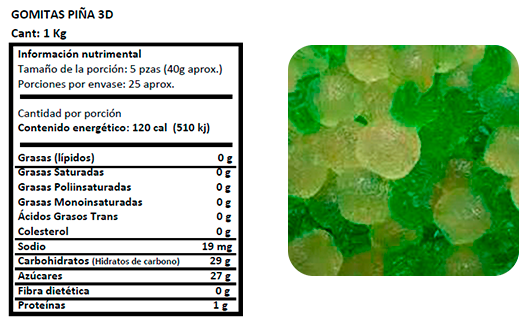 GOMITAS PIÑA 3D
Cant: 1 Kg
Información nutrimental
Tamaño de la porción: 5 pzas (40g aprox.)
Porciones por envase: 25 aprox.
Cantidad por porción
Contenido energético: 120 cal (510 kj)
Grasas (lípidos) 0 g
Grasas Saturadas 0 g
Grasas Poliinsaturadas 0 g
Grasas Monoinsaturadas 0 g
Ácidos Grasos Trans 0 g
Colesterol 0 g
Sodio 19 mg
Carbohidratos (Hidratos de carbono) 29 g
Azúcares 27 g
Fibra dietética 0 g
Proteínas 1 g